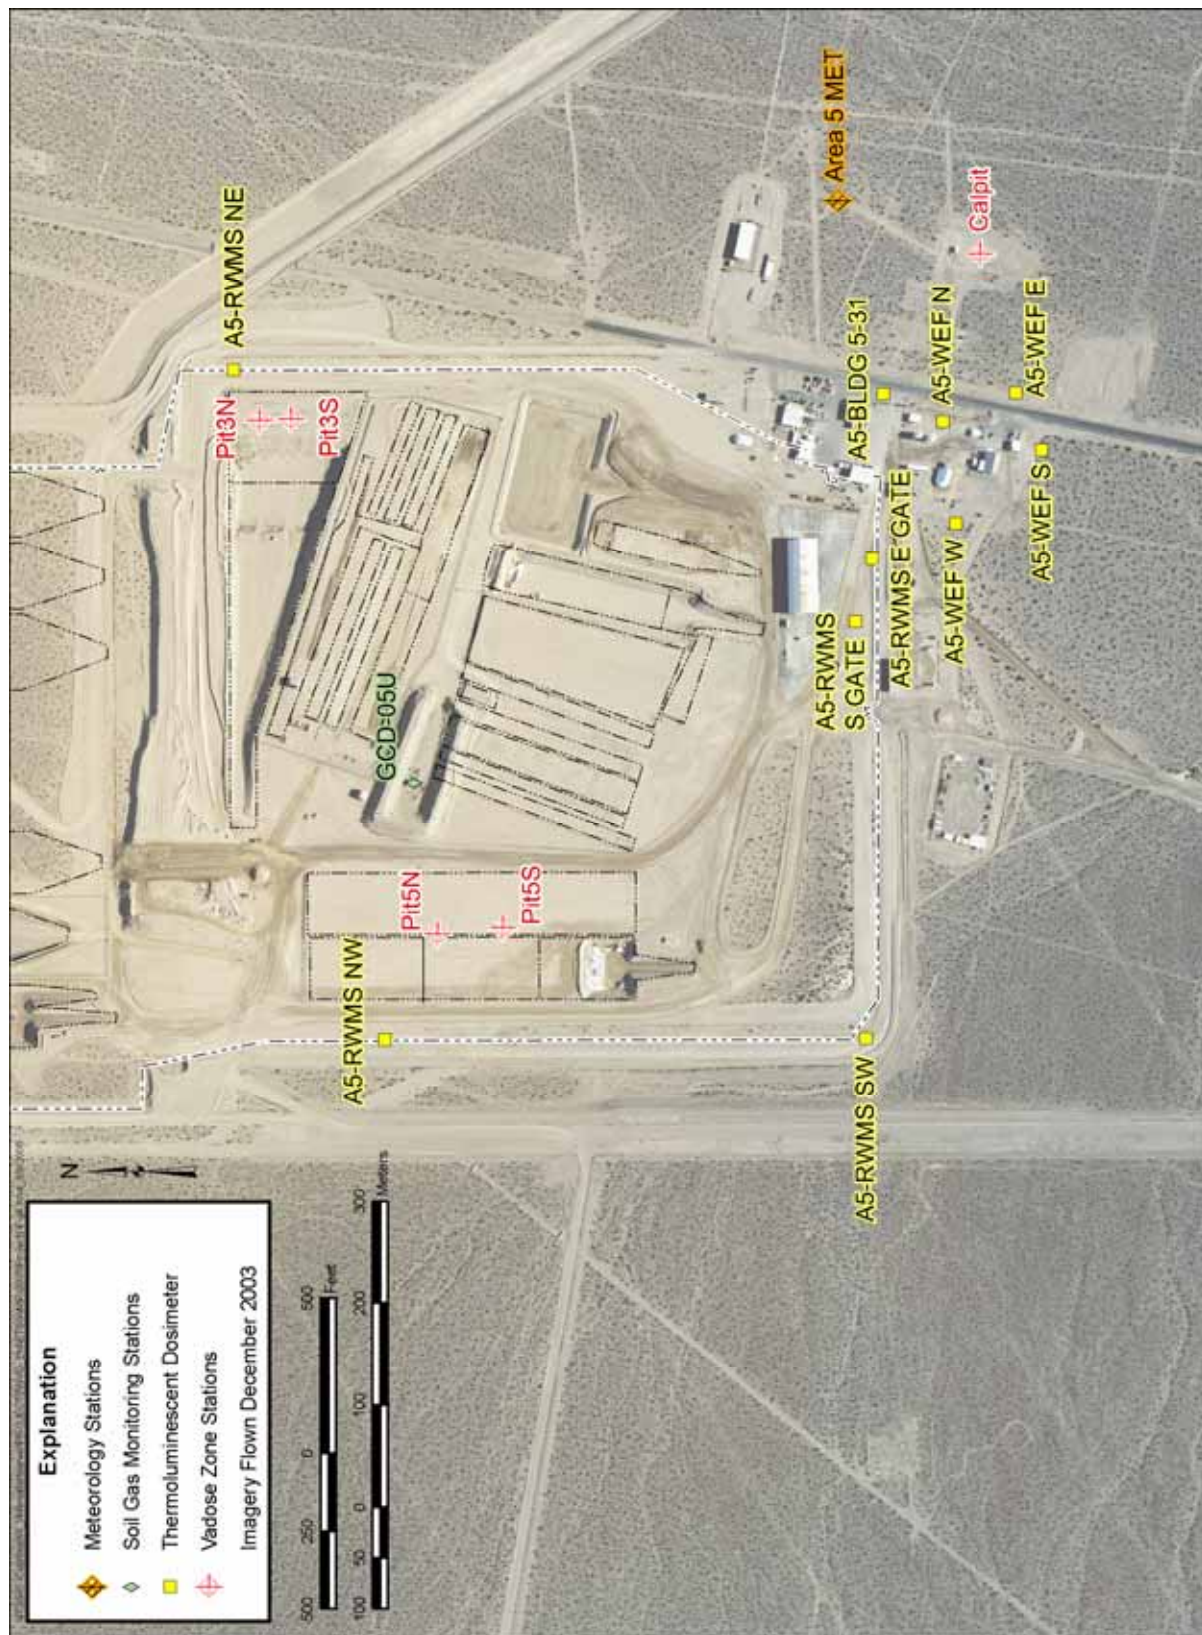 Explanation
Meteorology Stations
Soil Gas Monitoring Stations
Thermoluminescent Dosimeter
Vadose Zone Stations
Imagery Flown December 2003
N
500 250 0 500
Feet
100 50 0 100 200 300
Meters
A5-RWMS NW
A5-RWMS NE
Pit3N
Pit3S
GCD-05U
Pit5N
Pit5S
A5-RWMS SW
A5-RWMS
S GATE
A5-RWMS E GATE
A5-BLDG 5-31
Area 5 MET
A5-WEF N
Calpit
A5-WEF W
A5-WEF E
A5-WEF S